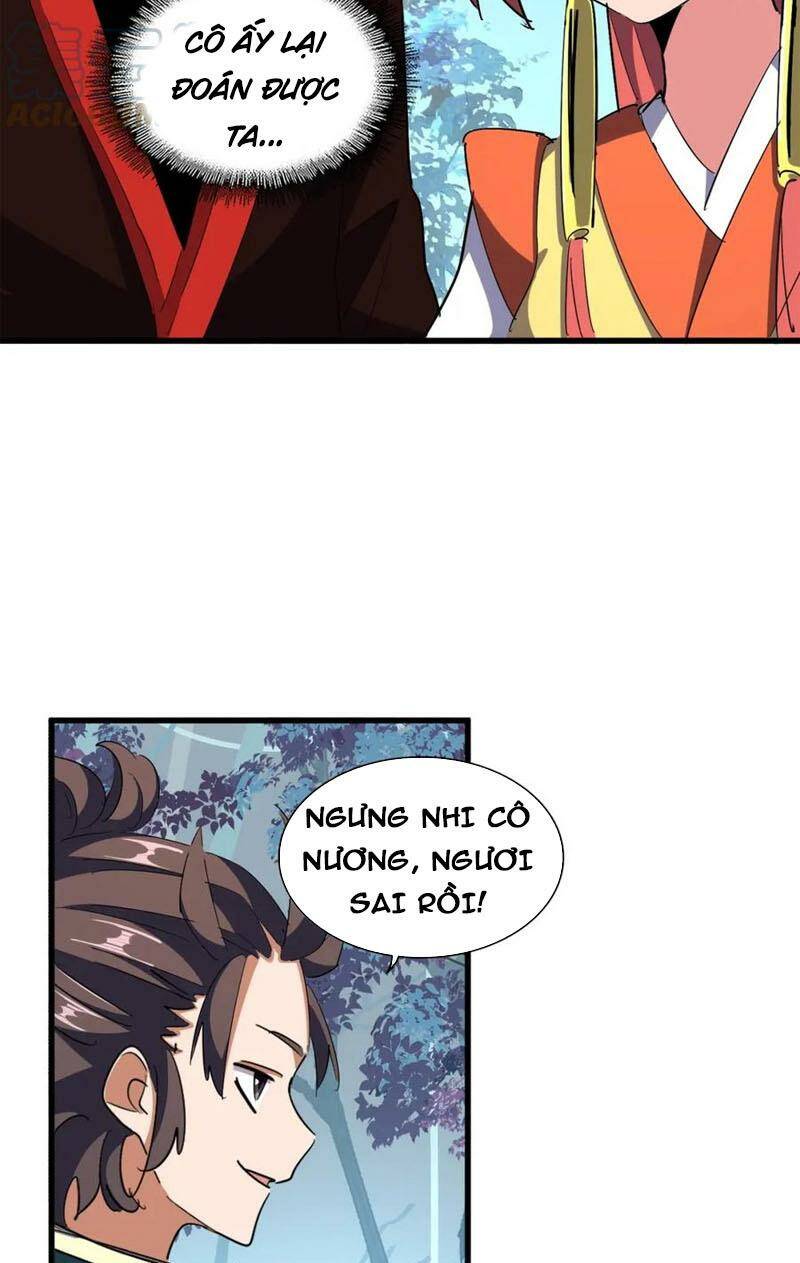 CÔ ẤY LẠI
ĐOÁN ĐƯỢC
TA...
NGƯNG NHI CÔ
NƯƠNG, NGƯƠI
SAI RỒI!